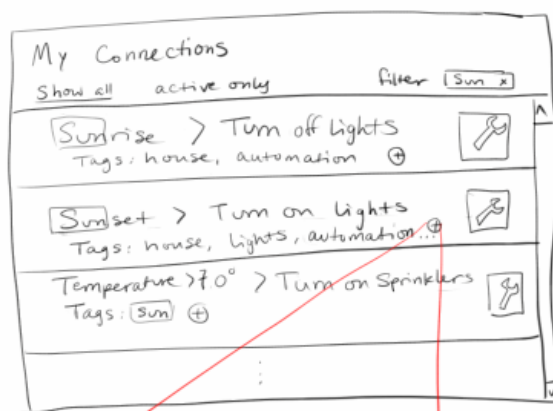 My Connections
Show all active only filter Sun x
Sunrise > Turn off Lights
Tags: house, automation +
Sunset > Turn on Lights
Tags: house, lights, automation... +
Temperature >70° > Turn on Sprinklers
Tags: Sun +